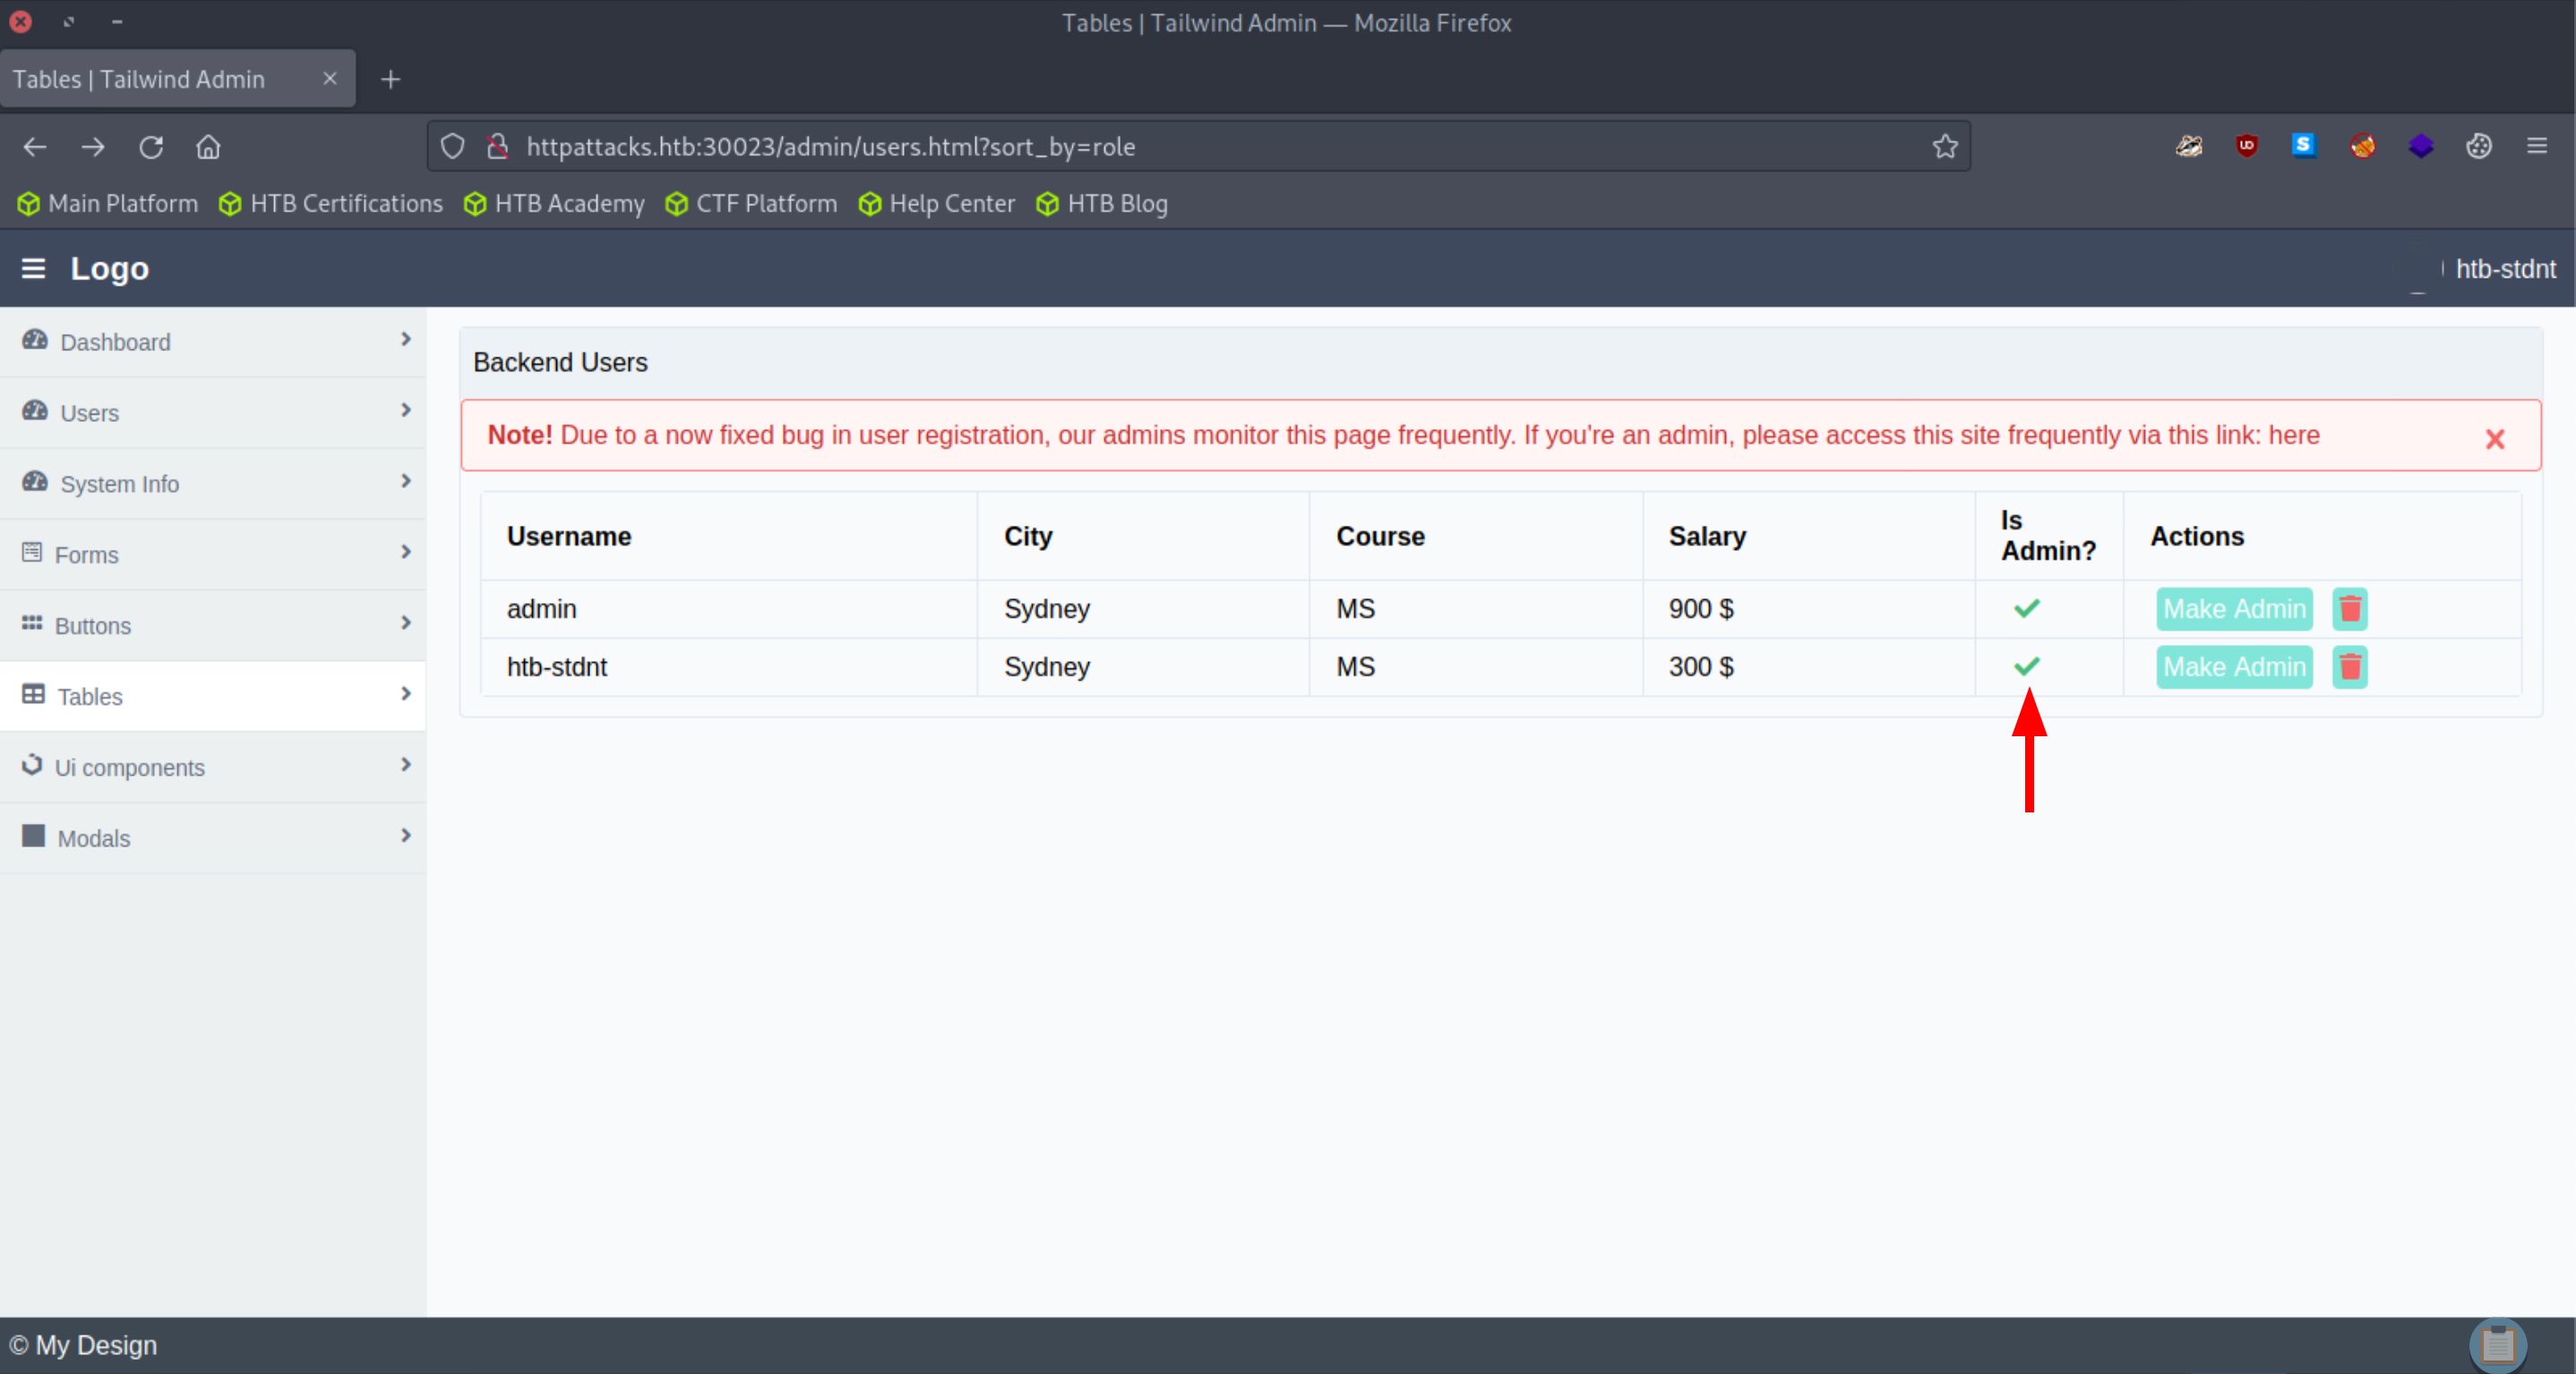 Tables | Tailwind Admin — Mozilla Firefox
Tables | Tailwind Admin
httpattacks.htb:30023/admin/users.html?sort_by=role
Main Platform HTB Certifications HTB Academy CTF Platform Help Center HTB Blog
Logo
htb-stdnt
Dashboard
Users
System Info
Forms
Buttons
Tables
Ui components
Modals
Backend Users
Note! Due to a now fixed bug in user registration, our admins monitor this page frequently. If you're an admin, please access this site frequently via this link: here
Username City Course Salary Is Admin? Actions
admin Sydney MS 900 $ Make Admin
htb-stdnt Sydney MS 300 $ Make Admin
© My Design